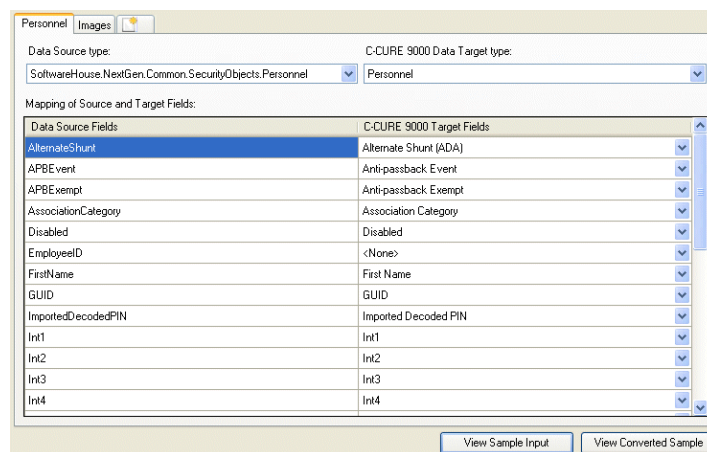 Personnel Images
Data Source type: C-CURE 9000 Data Target type:
SoftwareHouse.NextGen.Common.SecurityObjects.Personnel Personnel
Mapping of Source and Target Fields:
Data Source Fields C-CURE 9000 Target Fields
AlternateShunt Alternate Shunt (ADA)
APBEvent Anti-passback Event
APBExempt Anti-passback Exempt
AssociationCategory Association Category
Disabled Disabled
EmployeeID <None>
FirstName First Name
GUID GUID
ImportedDecodedPIN Imported Decoded PIN
Int1 Int1
Int2 Int2
Int3 Int3
Int4 Int4
View Sample Input View Converted Sample